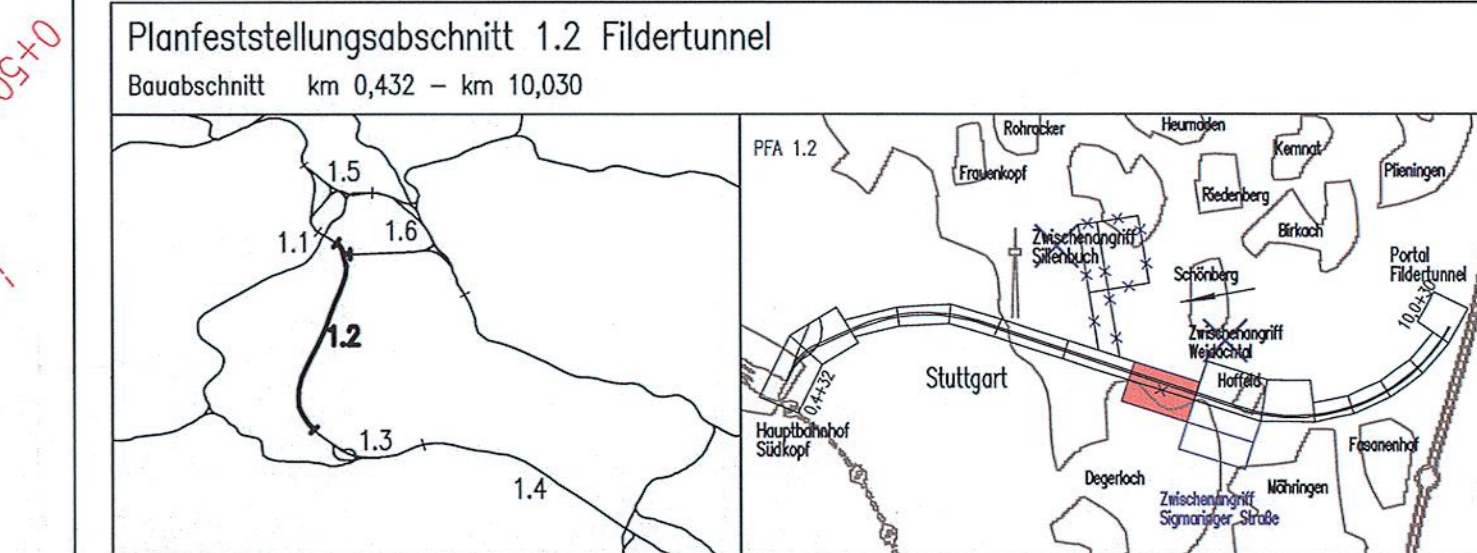 0+50
Planfeststellungsabschnitt 1.2 Fildertunnel
Bauabschnitt km 0,432 – km 10,030
1.5
1.6
1.1
1.2
1.3
1.4
PFA 1.2
Rohracker
Heumaden
Kemnat
Plieningen
Frauenkopf
Riedenberg
Birkach
Zwischenangriff
Sillenbuch
Schönberg
Portal
Fildertunnel
10,0+30
Zwischenangriff
Weidachtal
Hoffeld
Stuttgart
0,4+32
Hauptbahnhof
Südkopf
Fasanenhof
Degerloch
Möhringen
Zwischenangriff
Sigmaringer Straße